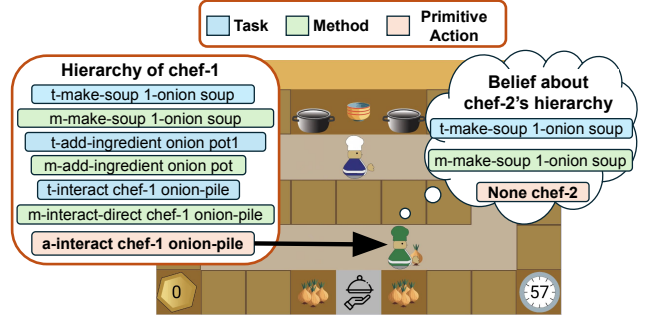 Task
Method
Primitive
Action
Hierarchy of chef-1
t-make-soup 1-onion soup
m-make-soup 1-onion soup
t-add-ingredient onion pot1
m-add-ingredient onion pot
t-interact chef-1 onion-pile
m-interact-direct chef-1 onion-pile
a-interact chef-1 onion-pile
Belief about
chef-2's hierarchy
t-make-soup 1-onion soup
m-make-soup 1-onion soup
None chef-2
0
57